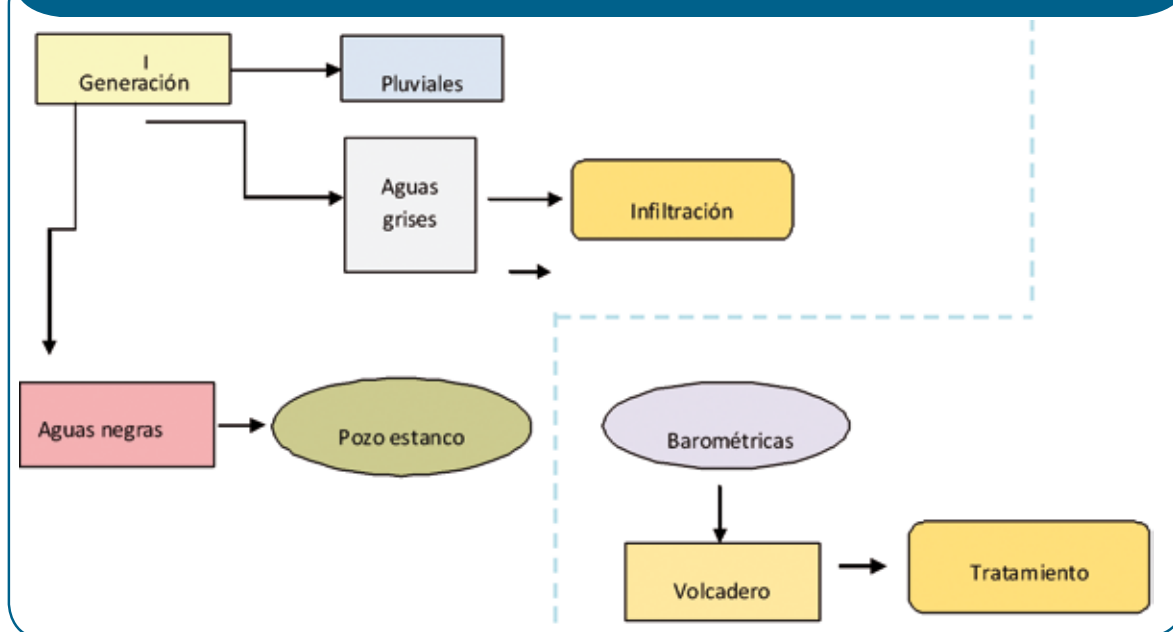 I
Generación
Pluviales
Aguas
grises
Infiltración
Aguas negras
Pozo estanco
Barométricas
Volcadero
Tratamiento